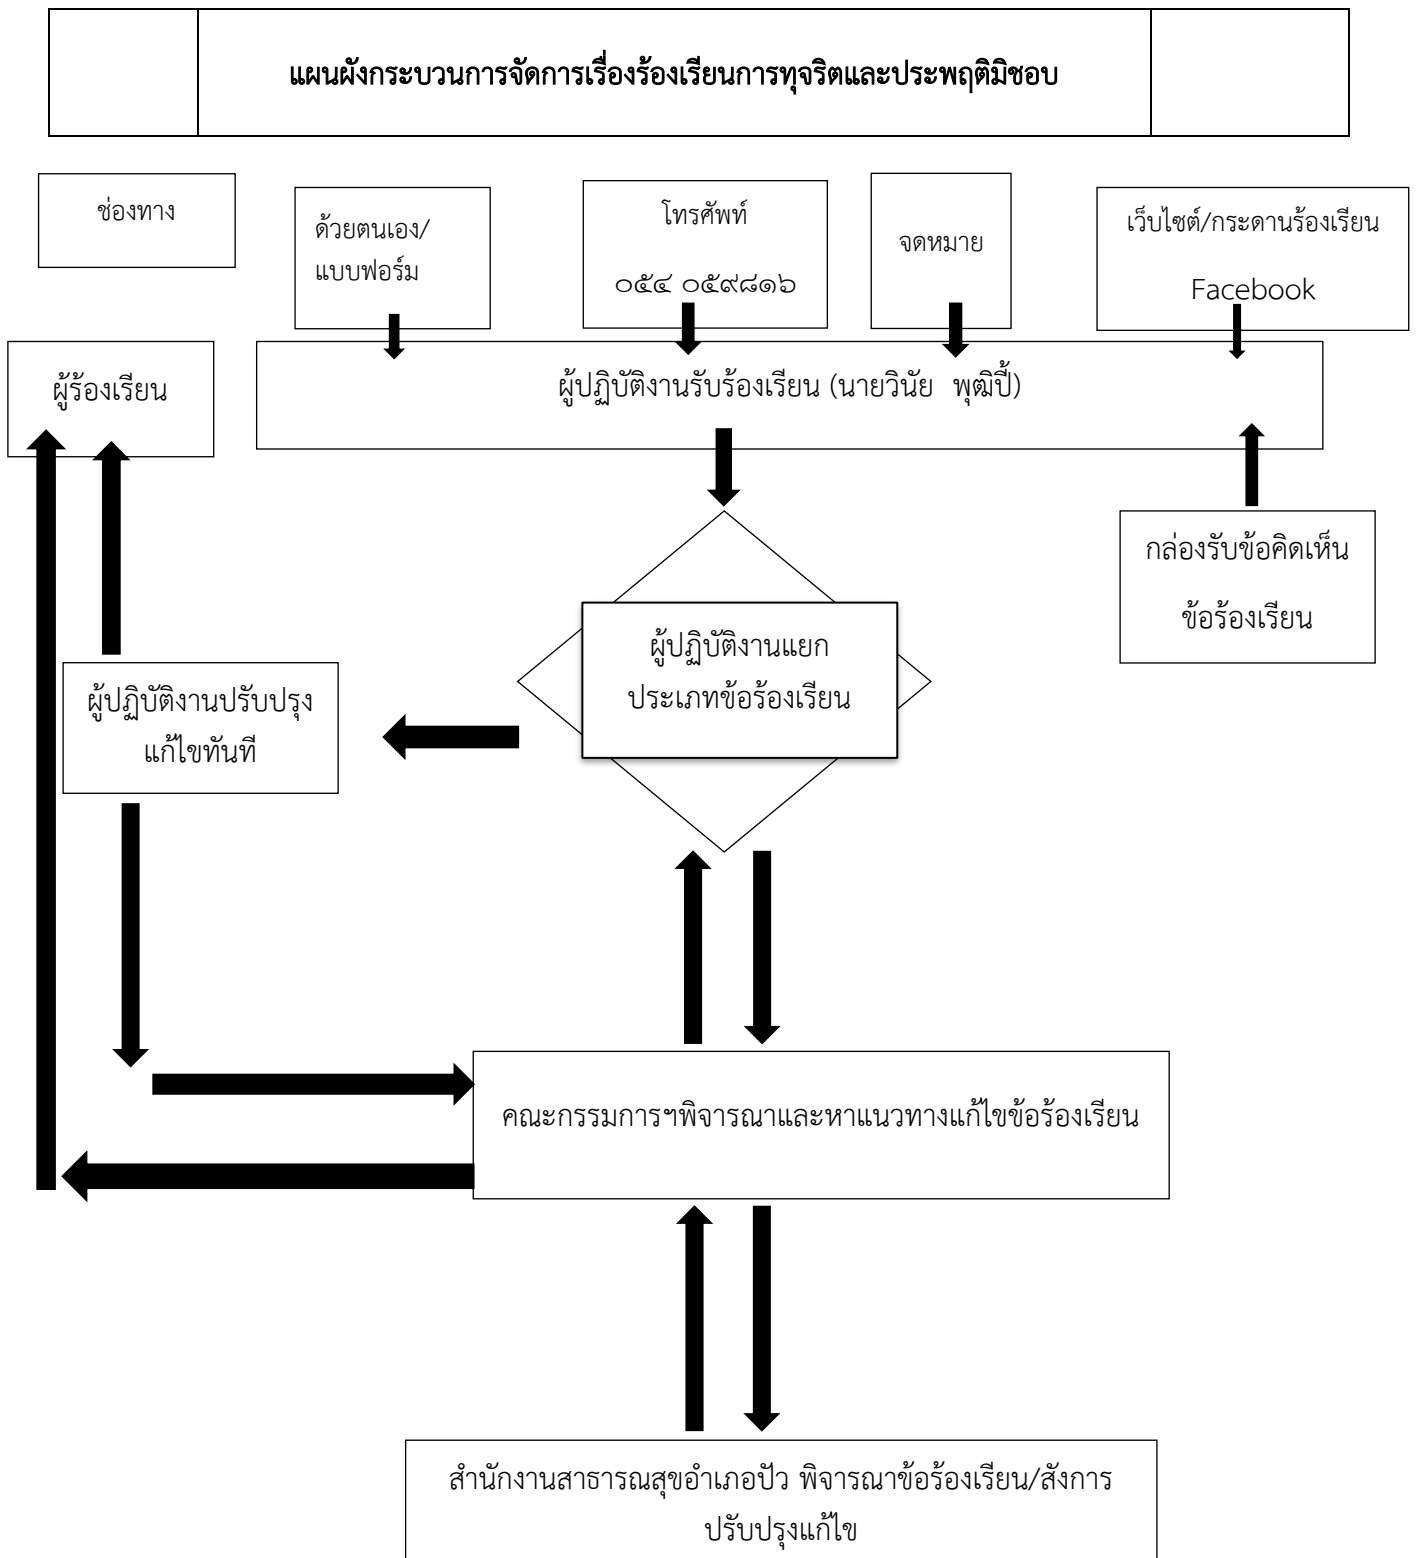 แผนผังกระบวนการจัดการเรื่องร้องเรียนการทุจริตและประพฤติมิชอบ
ช่องทาง
ด้วยตนเอง/
แบบฟอร์ม
โทรศัพท์
๐๕๔ ๐๕๙๘๑๖
จดหมาย
เว็บไซต์/กระดานร้องเรียน
Facebook
ผู้ร้องเรียน
ผู้ปฏิบัติงานรับร้องเรียน (นายวินัย พุฒิปี้)
กล่องรับข้อคิดเห็น
ข้อร้องเรียน
ผู้ปฏิบัติงานแยก
ประเภทข้อร้องเรียน
ผู้ปฏิบัติงานปรับปรุง
แก้ไขทันที
คณะกรรมการฯพิจารณาและหาแนวทางแก้ไขข้อร้องเรียน
สำนักงานสาธารณสุขอำเภอปัว พิจารณาข้อร้องเรียน/สังการ
ปรับปรุงแก้ไข